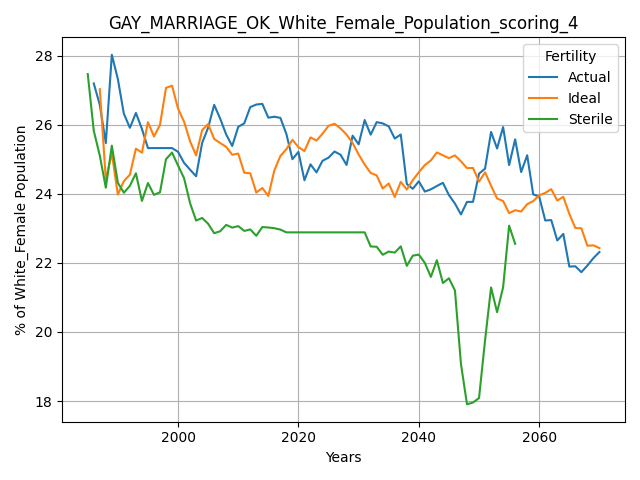 GAY_MARRIAGE_OK_White_Female_Population_scoring_4
Fertility
Actual
Ideal
Sterile
% of White_Female Population
28
26
24
22
20
18
2000
2020
2040
2060
Years